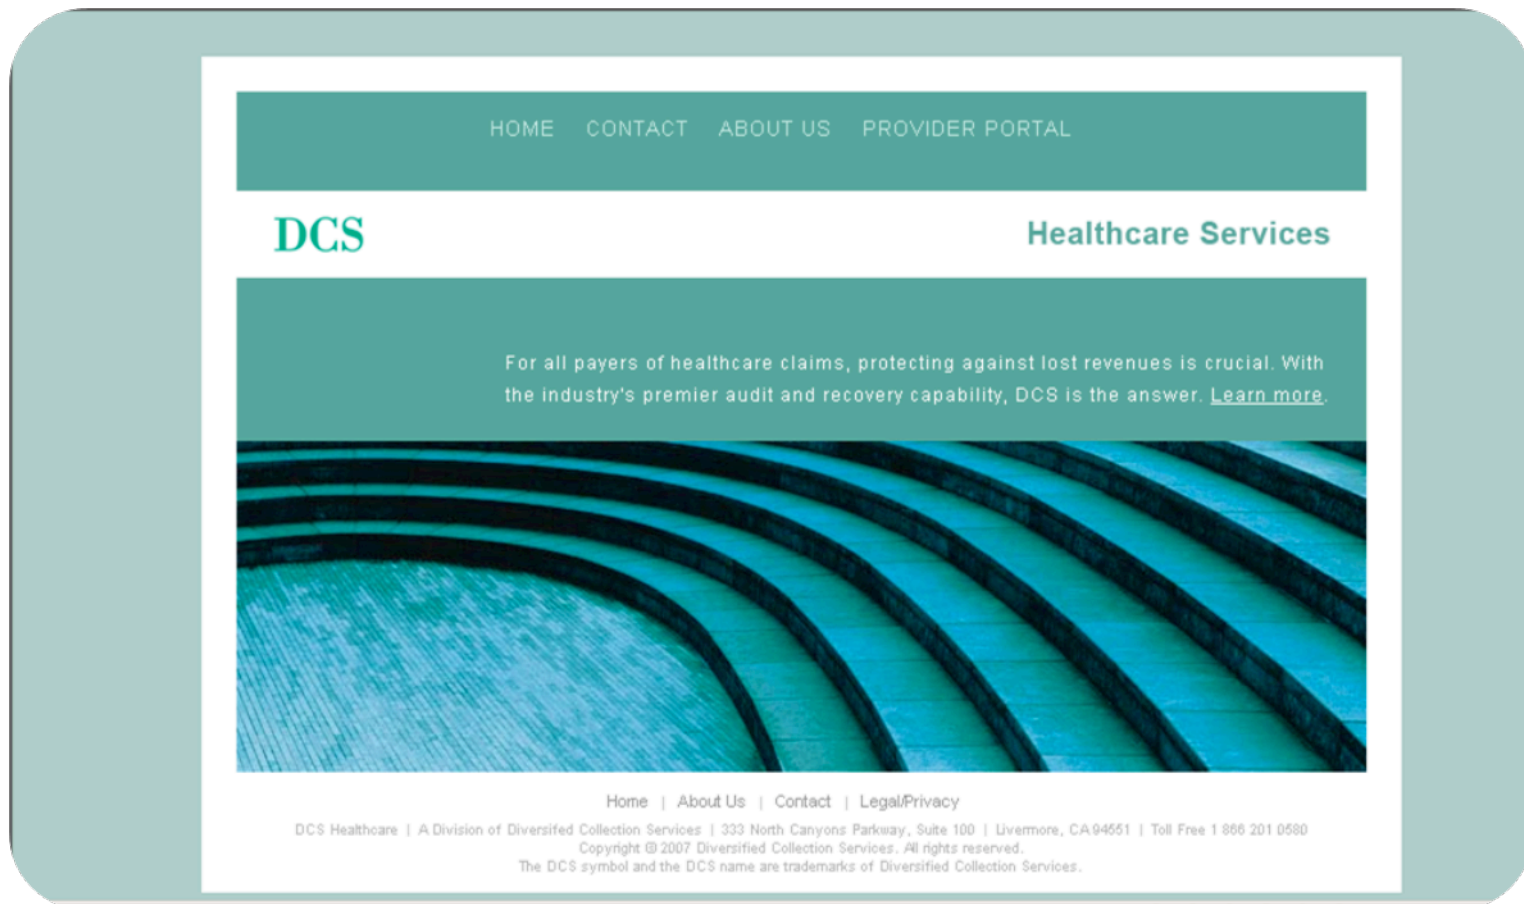 HOME CONTACT ABOUT US PROVIDER PORTAL
DCS
Healthcare Services
For all payers of healthcare claims, protecting against lost revenues is crucial. With
the industry's premier audit and recovery capability, DCS is the answer. Learn more.
Home | About Us | Contact | Legal/Privacy
DCS Healthcare | A Division of Diversifed Collection Services | 333 North Canyons Parkway, Suite 100 | Livermore, CA 94551 | Toll Free 1 866 201 0580
Copyright © 2007 Diversified Collection Services. All rights reserved.
The DCS symbol and the DCS name are trademarks of Diversified Collection Services.